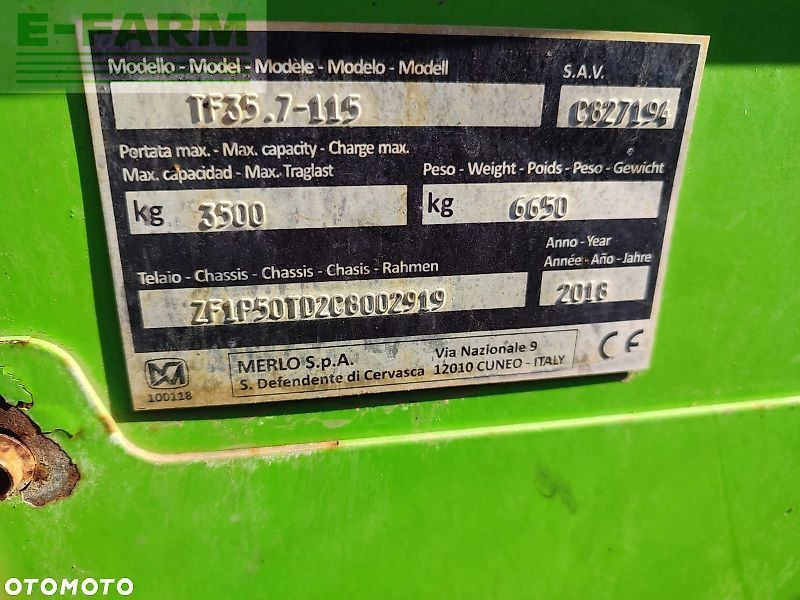 E-FARM
Modello - Model - Modèle - Modelo - Modell
S.A.V.
TF35.7-115
C827194
Portata max. - Max. capacity - Charge max.
Max. capacidad - Max. Traglast
Peso - Weight - Poids - Peso - Gewicht
kg 3500
kg 6650
Anno - Year
Telaio - Chassis - Chassis - Chasis - Rahmen
Année - Año - Jahre
ZF1P50TD2C8002919
2018
MERLO S.p.A.
S. Defendente di Cervasca
Via Nazionale 9
12010 CUNEO - ITALY
CE
100118
OTOMOTO